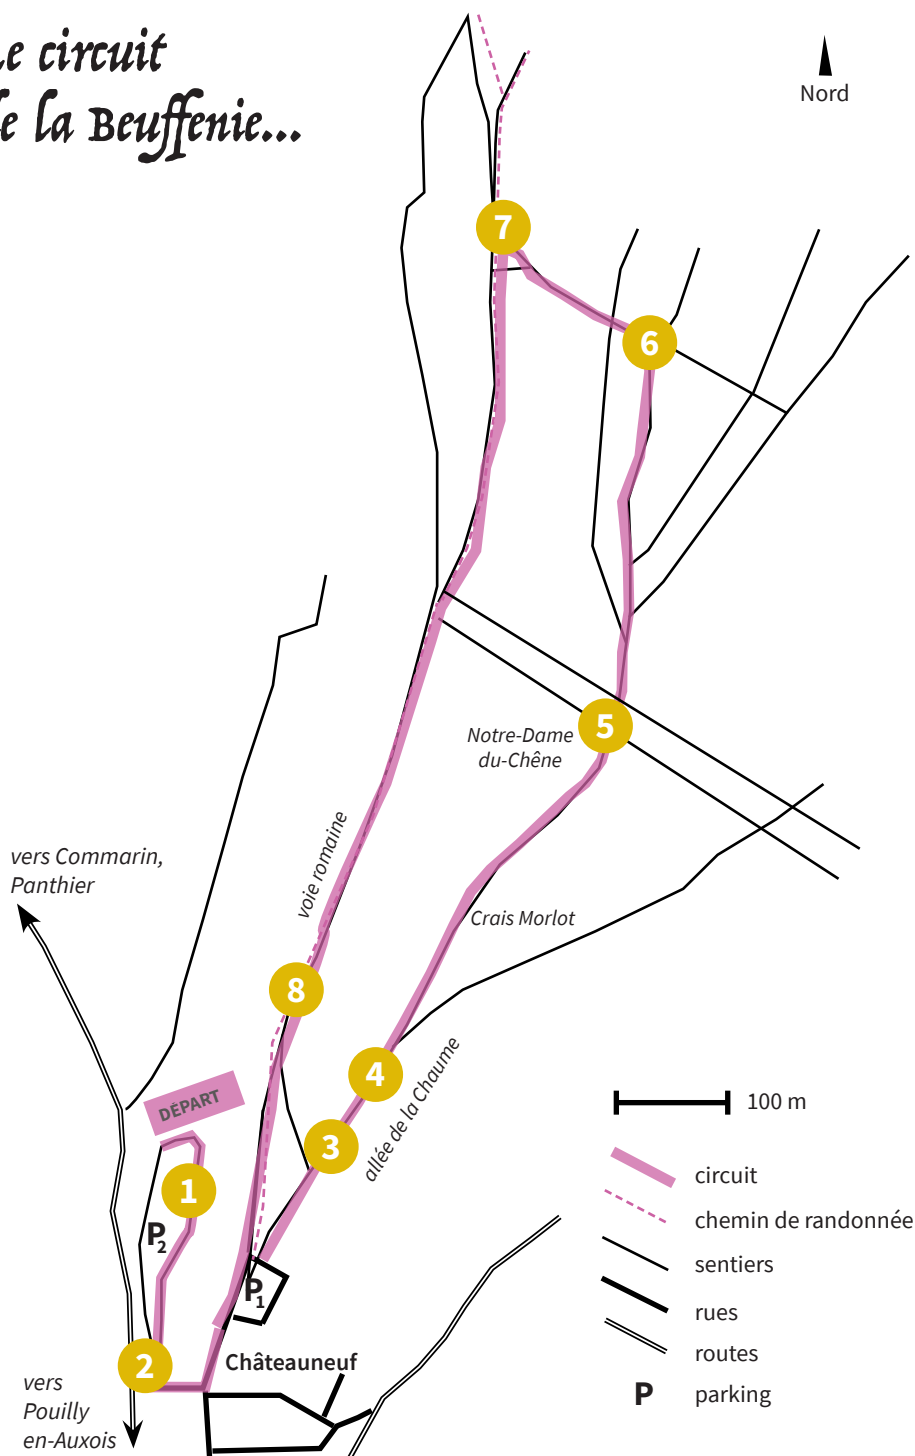 Le circuit
de la Beuffenie...
Nord
7
6
5
Notre-Dame
du-Chêne
voie romaine
vers Commarin,
Panthier
Crais Morlot
8
4
allée de la Chaume
DÉPART
3
1
P2
P1
2
Châteauneuf
vers
Pouilly
en-Auxois
100 m
circuit
chemin de randonnée
sentiers
rues
routes
P parking